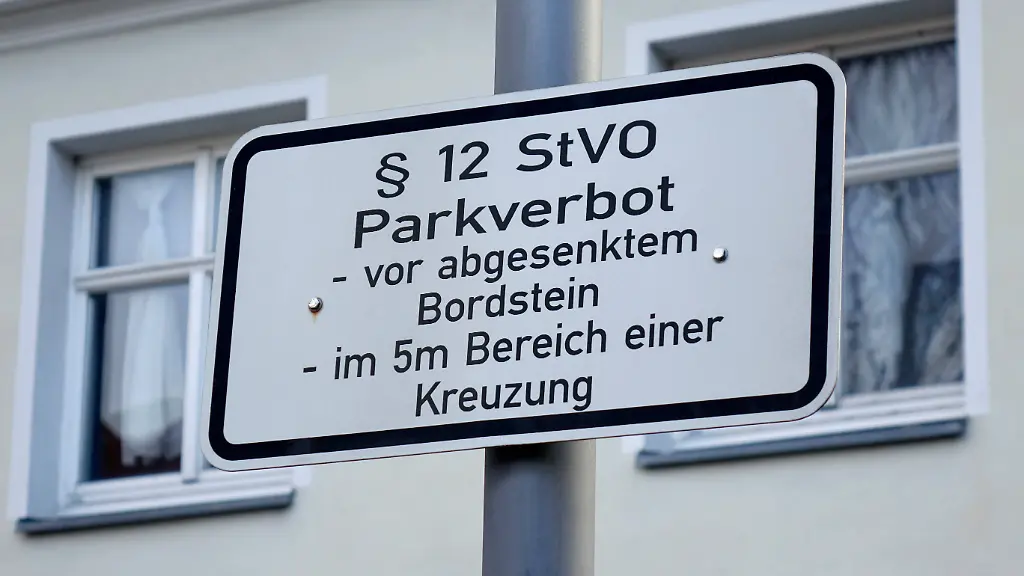 § 12 StVO
Parkverbot
- vor abgesenktem
Bordstein
- im 5m Bereich einer
Kreuzung